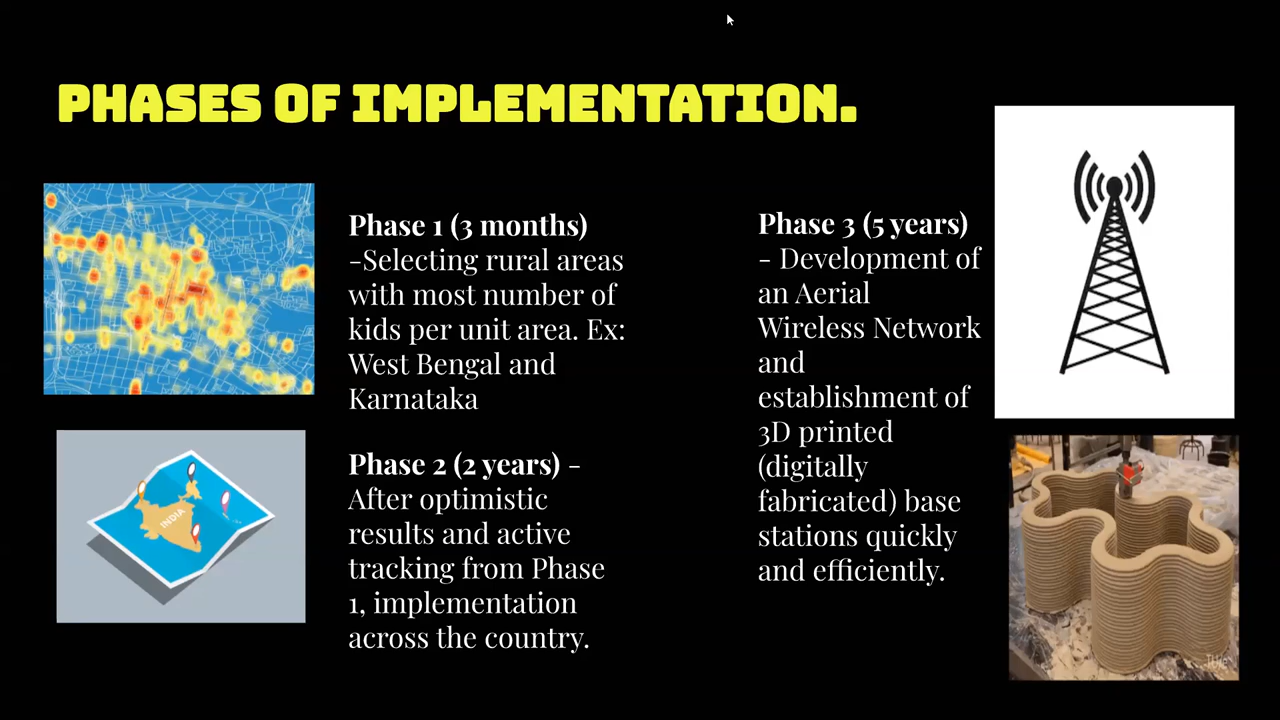 PHASES OF IMPLEMENTATION.
Phase 1 (3 months)
-Selecting rural areas
with most number of
kids per unit area. Ex:
West Bengal and
Karnataka
Phase 2 (2 years) -
After optimistic
results and active
tracking from Phase
1, implementation
across the country.
Phase 3 (5 years)
- Development of
an Aerial
Wireless Network
and
establishment of
3D printed
(digitally
fabricated) base
stations quickly
and efficiently.
INDIA